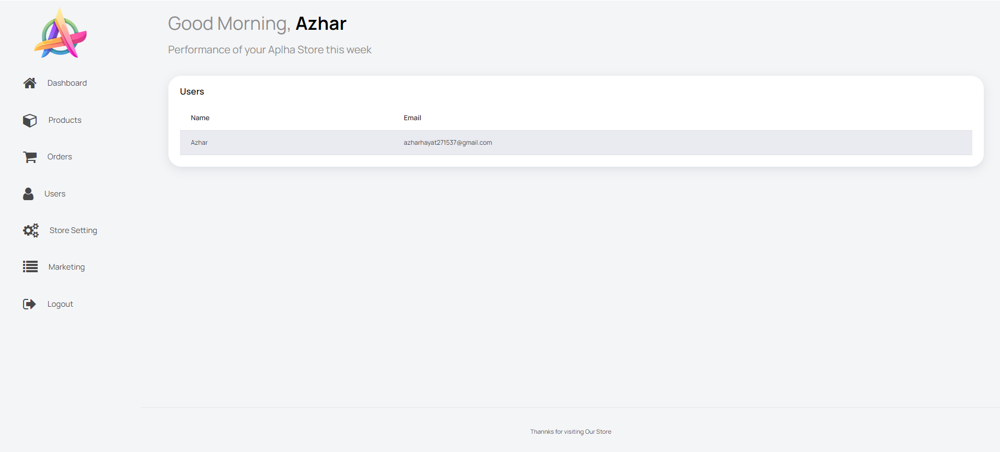 Good Morning, Azhar
Performance of your Aplha Store this week
Dashboard
Products
Orders
Users
Store Setting
Marketing
Logout
Users
Name Email
Azhar azharhayat271537@gmail.com
Thannks for visiting Our Store